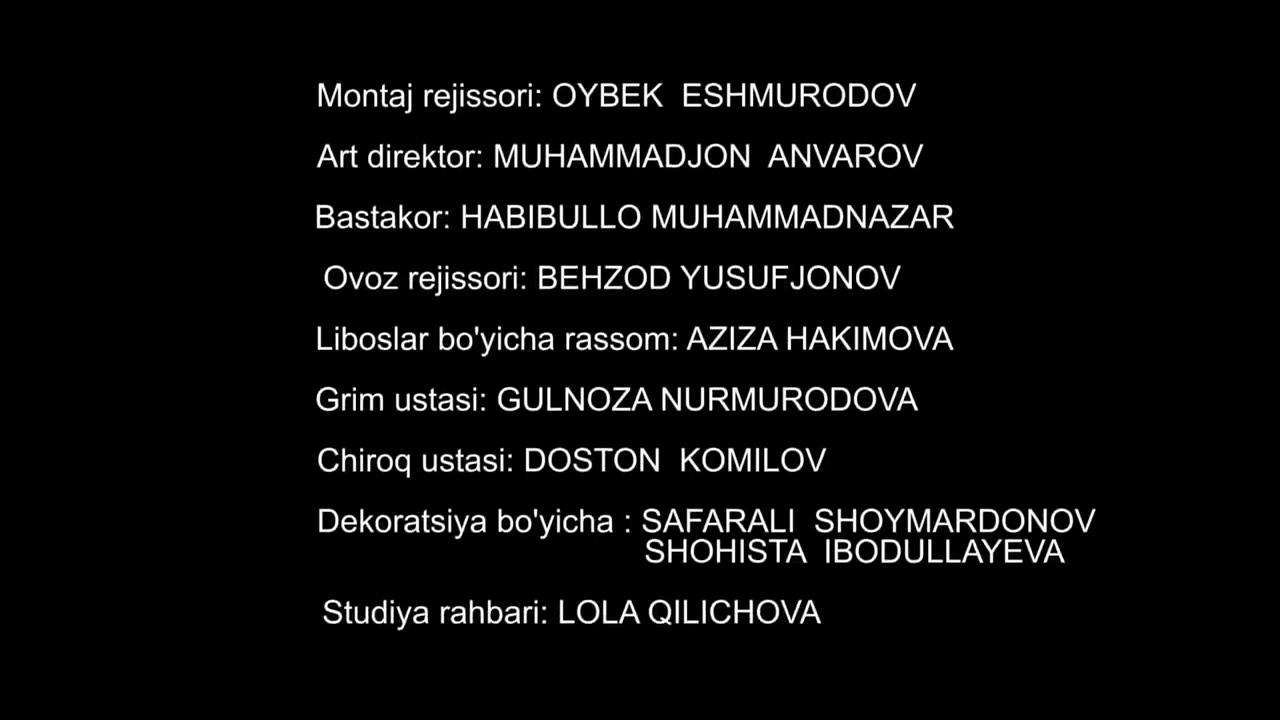 Montaj rejissori: OYBEK ESHMURODOV
Art direktor: MUHAMMADJON ANVAROV
Bastakor: HABIBULLO MUHAMMADNAZAR
Ovoz rejissori: BEHZOD YUSUFJONOV
Liboslar bo'yicha rassom: AZIZA HAKIMOVA
Grim ustasi: GULNOZA NURMURODOVA
Chiroq ustasi: DOSTON KOMILOV
Dekoratsiya bo'yicha : SAFARALI SHOYMARDONOV
SHOHISTA IBODULLAYEVA
Studiya rahbari: LOLA QILICHOVA